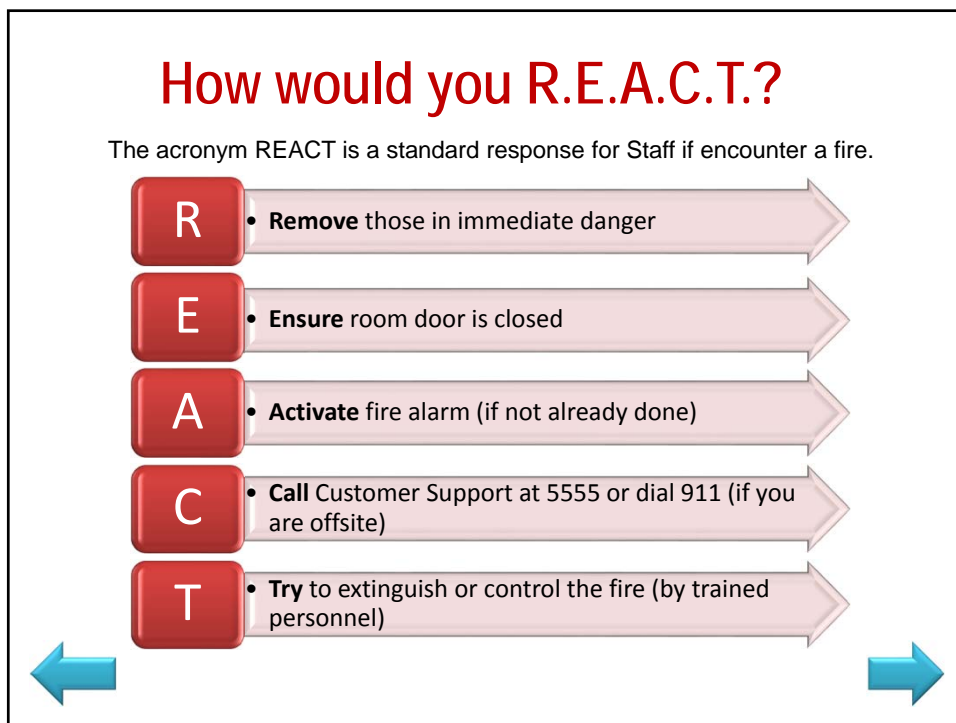 How would you R.E.A.C.T.?
The acronym REACT is a standard response for Staff if encounter a fire.
R
• Remove those in immediate danger
E
• Ensure room door is closed
A
• Activate fire alarm (if not already done)
C
• Call Customer Support at 5555 or dial 911 (if you
are offsite)
T
• Try to extinguish or control the fire (by trained
personnel)